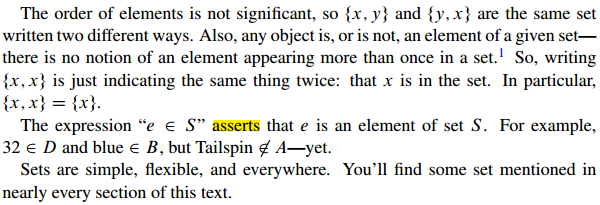 The order of elements is not significant, so {x, y} and {y, x} are the same set
written two different ways. Also, any object is, or is not, an element of a given set—
there is no notion of an element appearing more than once in a set.¹ So, writing
{x, x} is just indicating the same thing twice: that x is in the set. In particular,
{x, x} = {x}.
The expression “e ∈ S” asserts that e is an element of set S. For example,
32 ∈ D and blue ∈ B, but Tailspin ∉ A—yet.
Sets are simple, flexible, and everywhere. You’ll find some set mentioned in
nearly every section of this text.